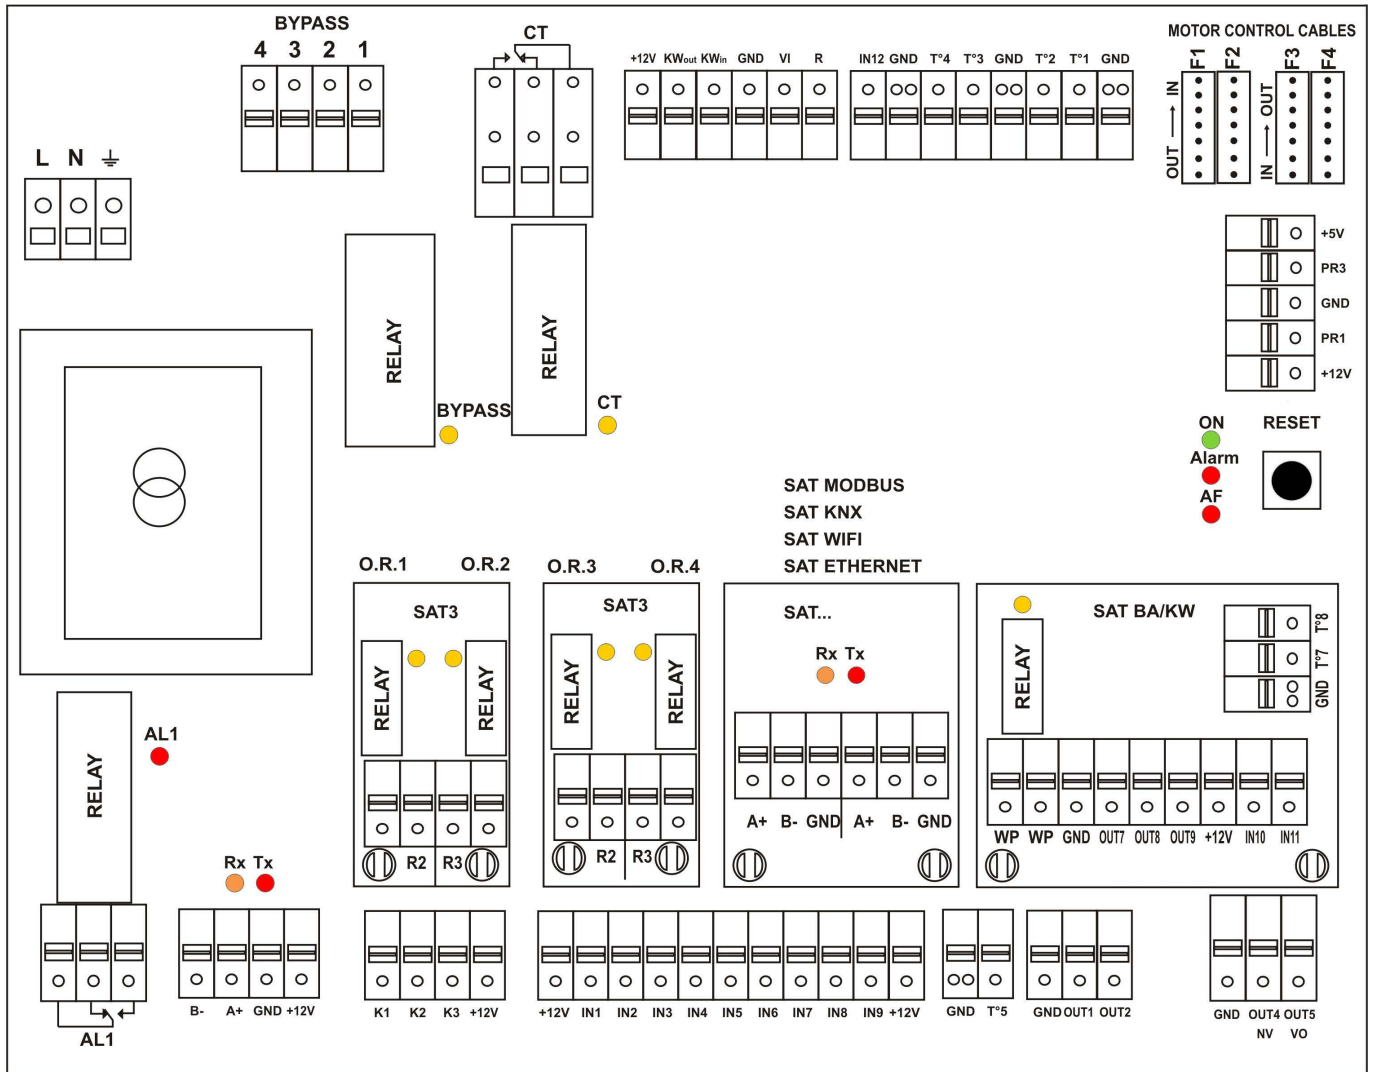 BYPASS
4 3 2 1
CT
+12V KWout KWin GND VI R
IN12 GND T°4 T°3 GND T°2 T°1 GND
MOTOR CONTROL CABLES
F1 F2 F3 F4
OUT → IN
IN → OUT
L N
+5V
PR3
GND
PR1
+12V
RELAY
RELAY
BYPASS
CT
ON
RESET
Alarm
AF
SAT MODBUS
SAT KNX
SAT WIFI
SAT ETHERNET
O.R.1 O.R.2
O.R.3 O.R.4
SAT3
RELAY RELAY
R2 R3
SAT3
RELAY RELAY
R2 R3
SAT...
Rx Tx
A+ B- GND A+ B- GND
SAT BA/KW
RELAY
T°8
T°7
GND
WP WP GND OUT7 OUT8 OUT9 +12V IN10 IN11
RELAY
AL1
Rx Tx
AL1
B- A+ GND +12V
K1 K2 K3 +12V
+12V IN1 IN2 IN3 IN4 IN5 IN6 IN7 IN8 IN9 +12V
GND T°5
GND OUT1 OUT2
GND OUT4 OUT5
NV VO